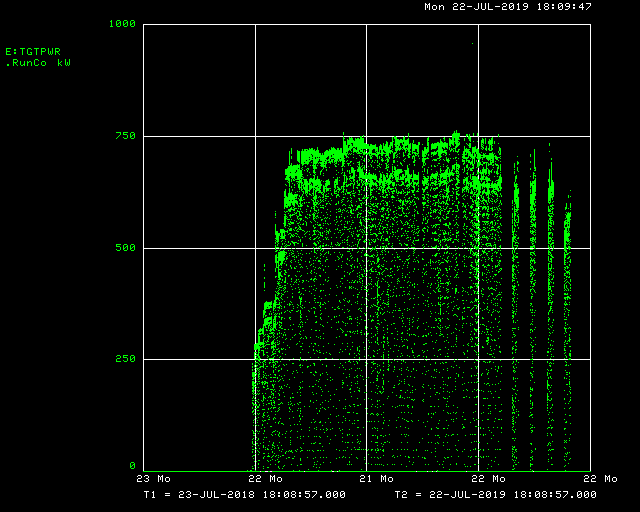 Mon 22-JUL-2019 18:09:47
1000
E:TGTPWR
.RunCo kW
750
500
250
0
23 Mo 22 Mo 21 Mo 22 Mo 22 Mo
T1 = 23-JUL-2018 18:08:57.000 T2 = 22-JUL-2019 18:08:57.000